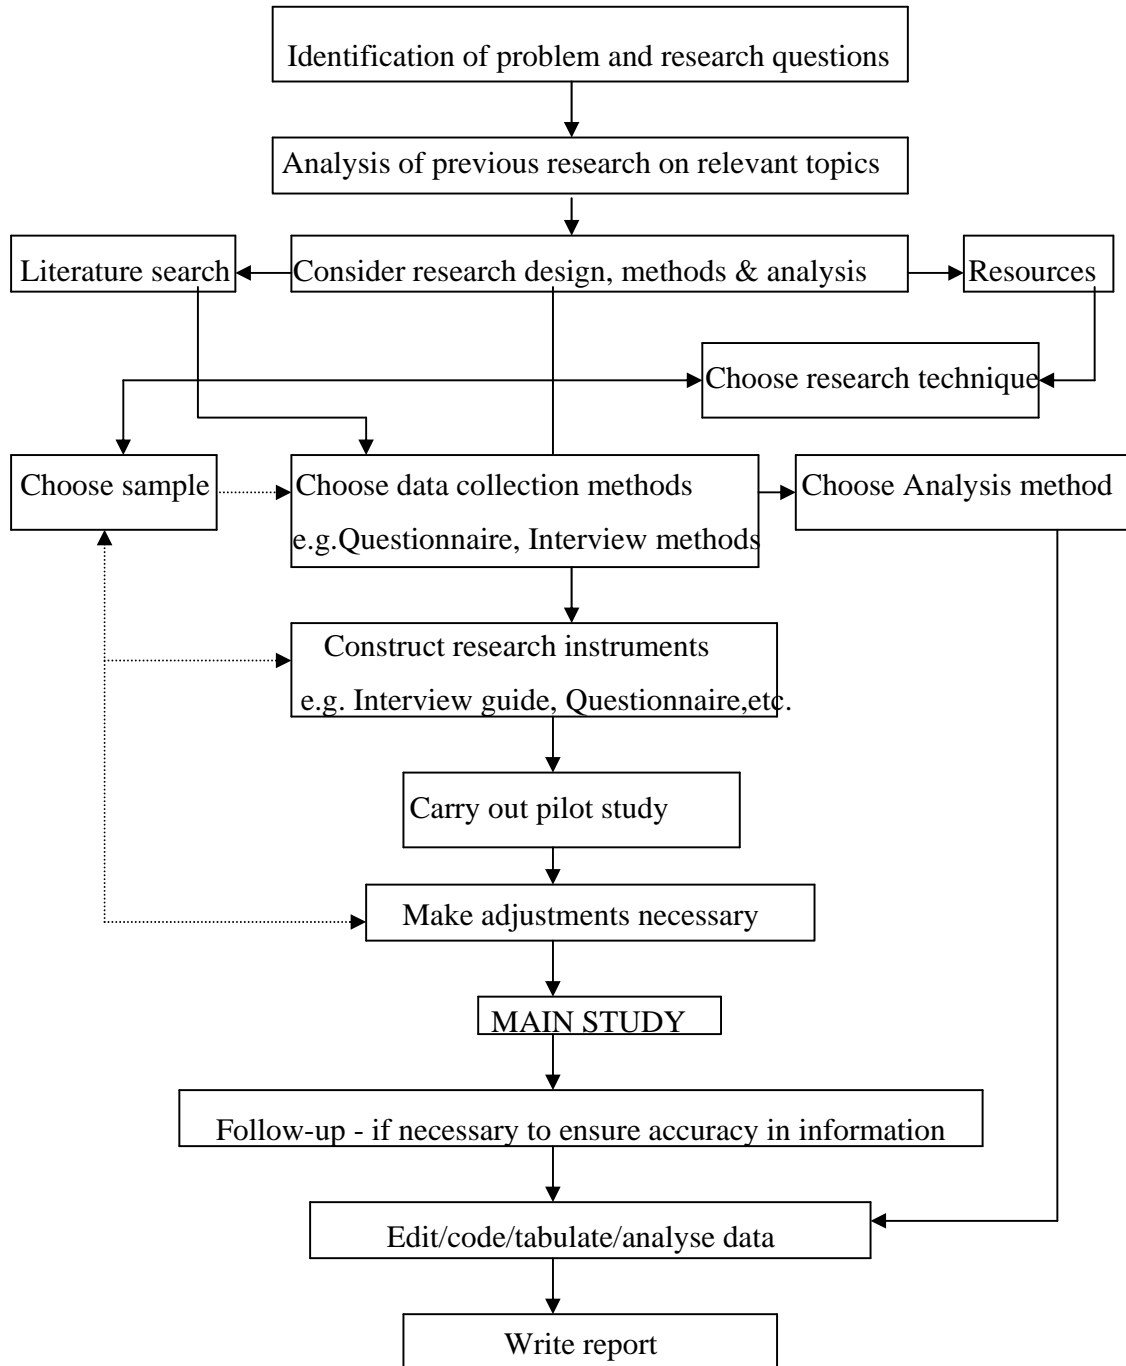 Identification of problem and research questions
Analysis of previous research on relevant topics
Literature search
Consider research design, methods & analysis
Resources
Choose research technique
Choose sample
Choose data collection methods
e.g.Questionnaire, Interview methods
Choose Analysis method
Construct research instruments
e.g. Interview guide, Questionnaire,etc.
Carry out pilot study
Make adjustments necessary
MAIN STUDY
Follow-up - if necessary to ensure accuracy in information
Edit/code/tabulate/analyse data
Write report